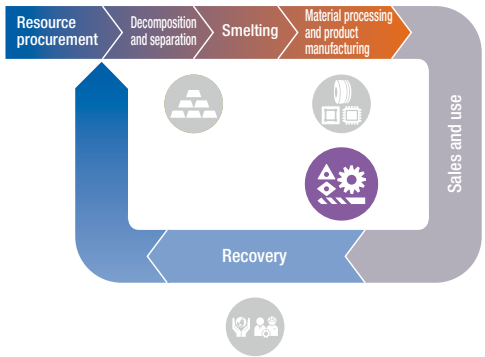 Resource
procurement
Decomposition
and separation
Smelting
Material processing
and product
manufacturing
Sales and use
Recovery